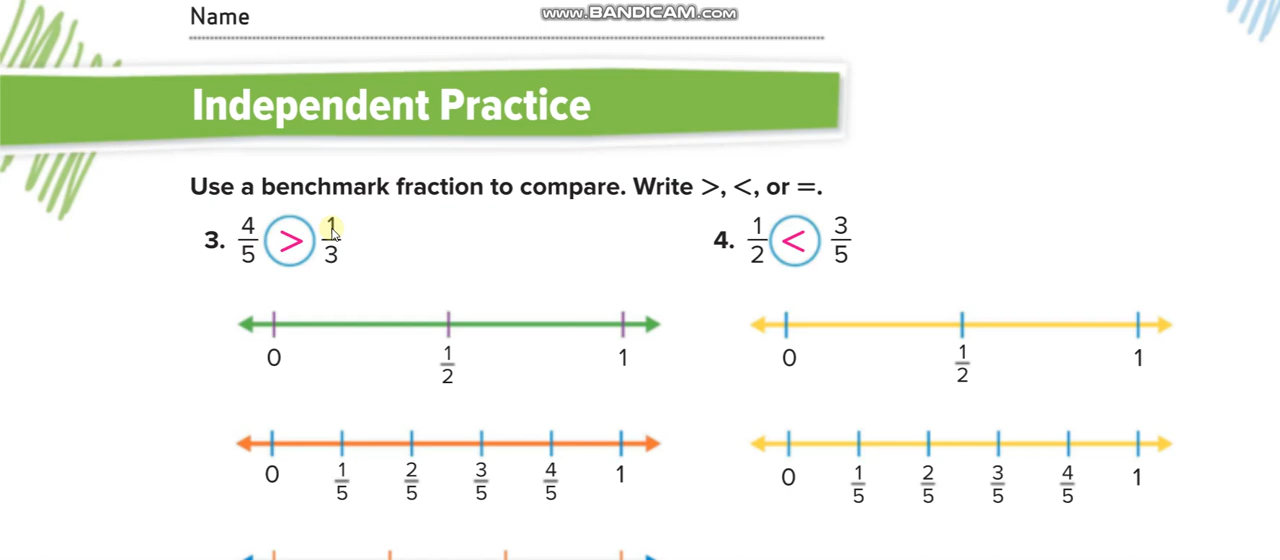 www.BANDICAM.com
Name
Independent Practice
Use a benchmark fraction to compare. Write >, <, or =.
3. 4/5 > 1/3
4. 1/2 < 3/5
0 1/2 1
0 1/2 1
0 1/5 2/5 3/5 4/5 1
0 1/5 2/5 3/5 4/5 1